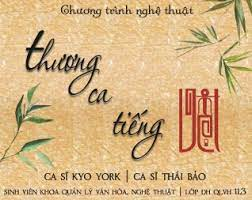 Chương trình nghệ thuật
thương
ca
tiếng
việt
CA SĨ KYO YORK | CA SĨ THÁI BẢO
SINH VIÊN KHOA QUẢN LÝ VĂN HÓA, NGHỆ THUẬT | LỚP ĐH QLVH 11.3